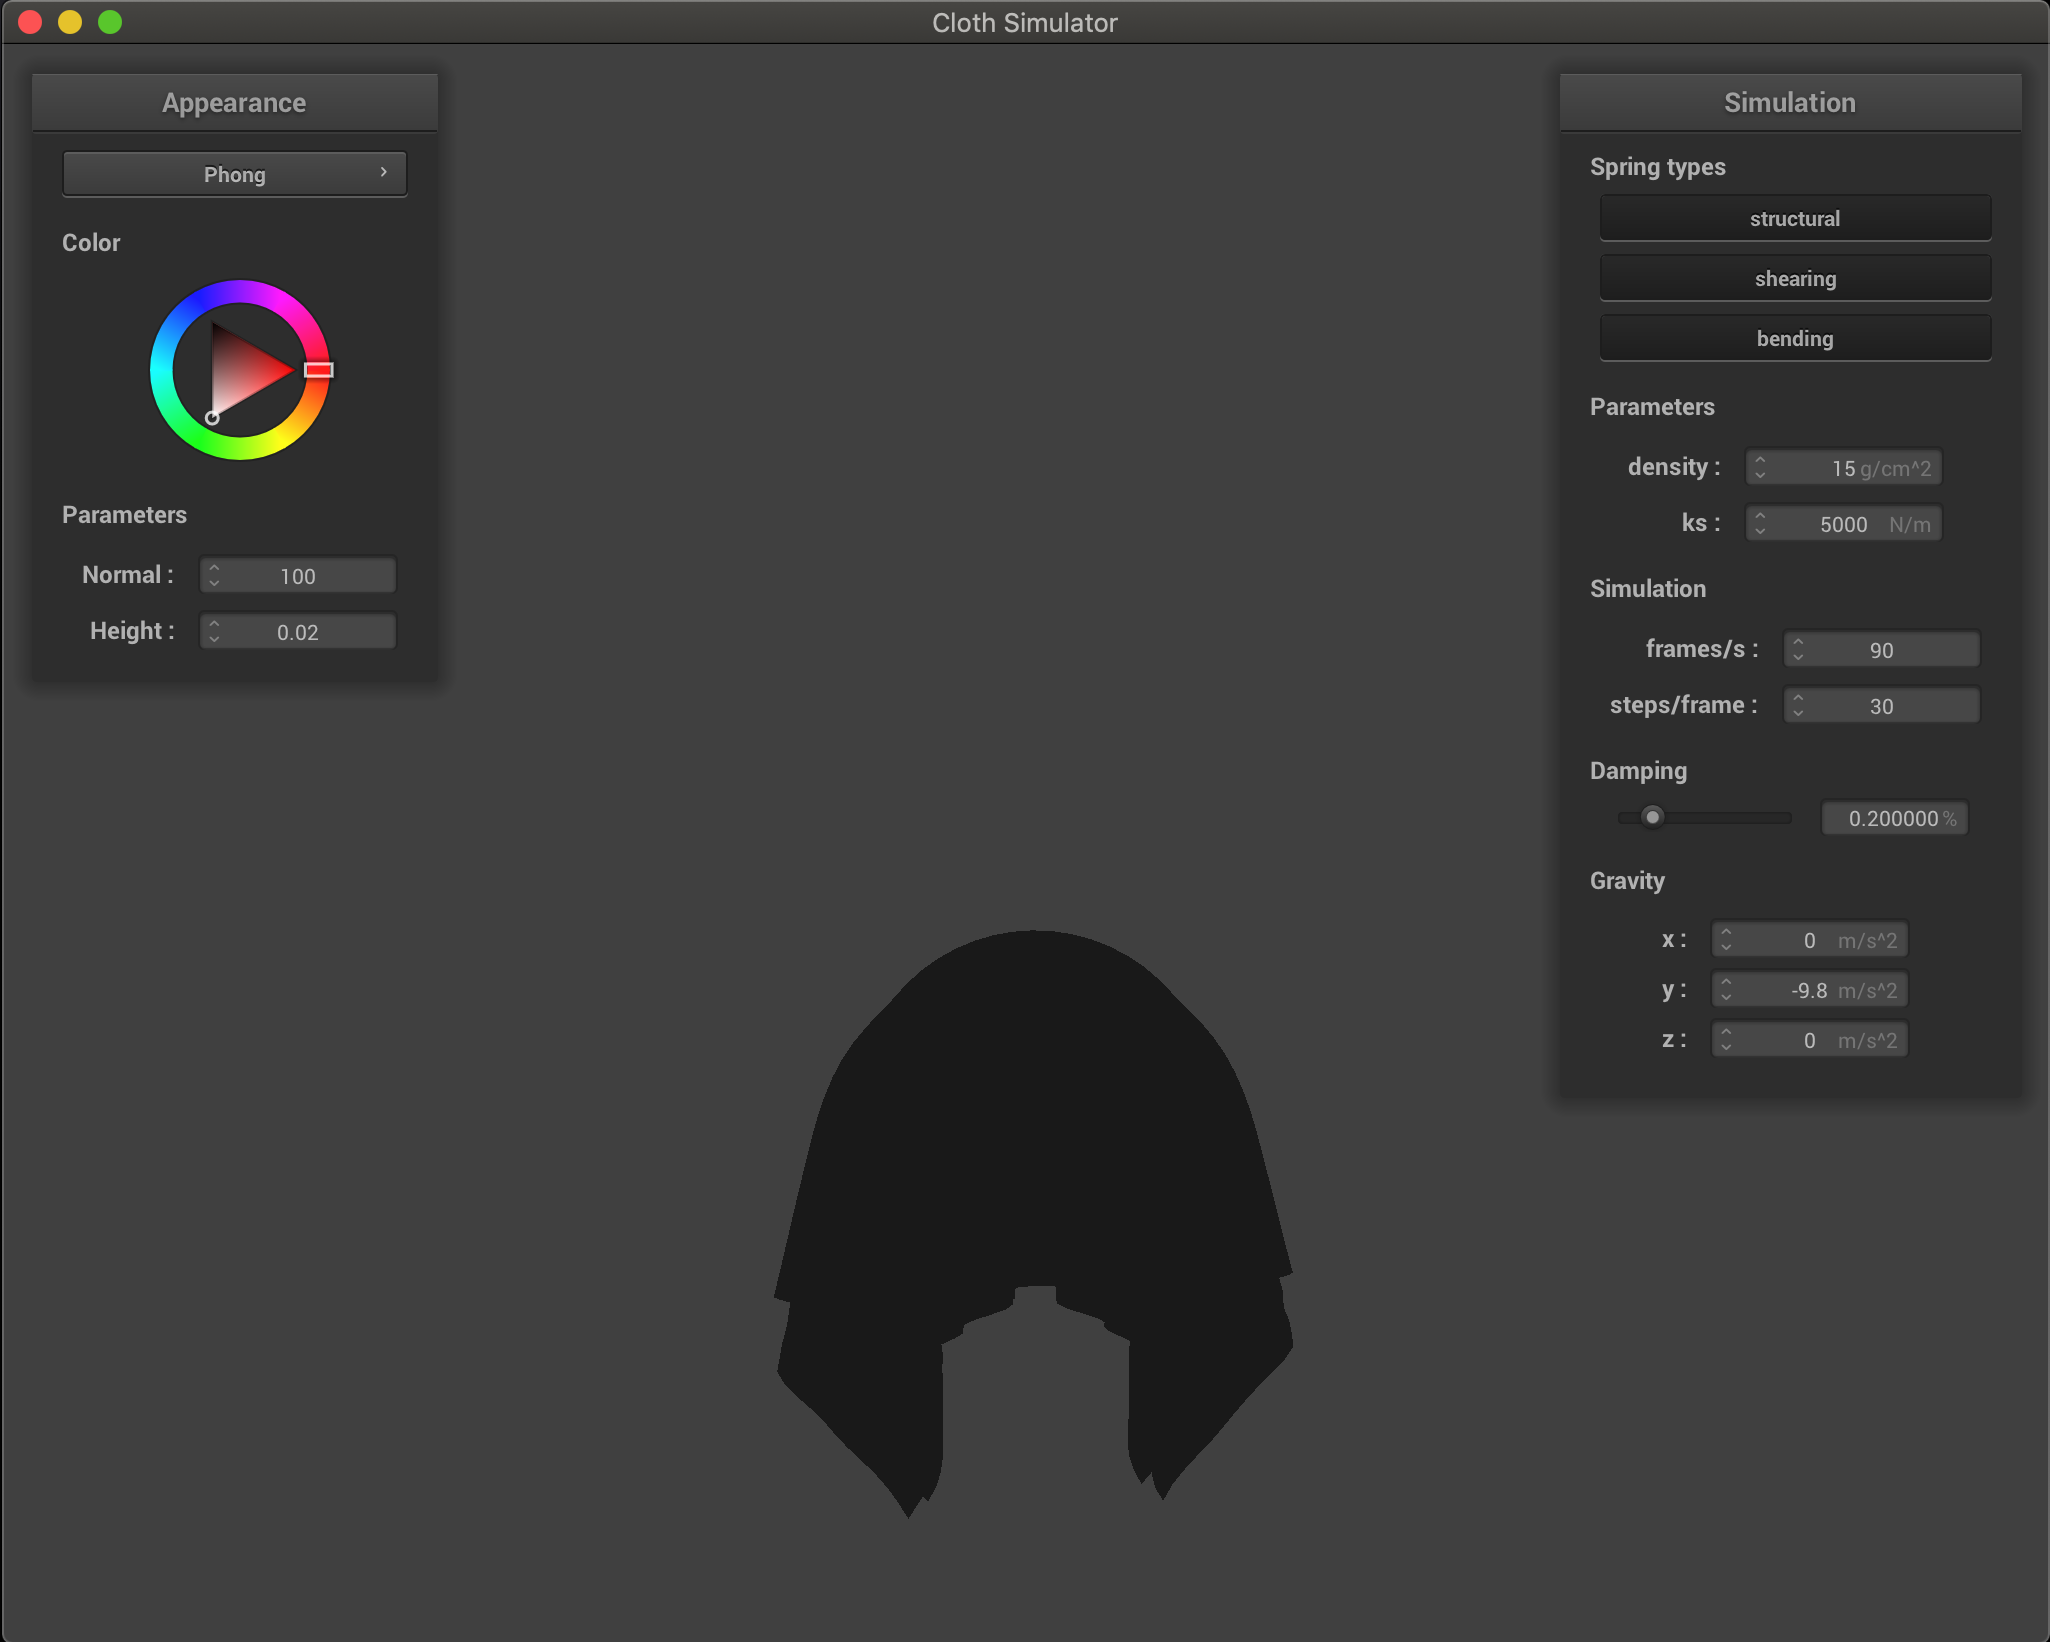 Cloth Simulator
Appearance
Phong
Color
Parameters
Normal : 100
Height : 0.02
Simulation
Spring types
structural
shearing
bending
Parameters
density : 15 g/cm^2
ks : 5000 N/m
Simulation
frames/s : 90
steps/frame : 30
Damping
0.200000 %
Gravity
x : 0 m/s^2
y : -9.8 m/s^2
z : 0 m/s^2